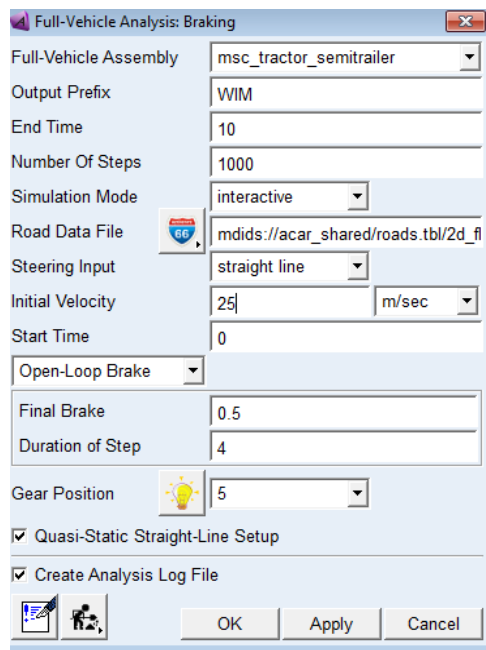 Full-Vehicle Analysis: Braking
Full-Vehicle Assembly msc_tractor_semitrailer
Output Prefix WIM
End Time 10
Number Of Steps 1000
Simulation Mode interactive
Road Data File 66 mdids://acar_shared/roads.tbl/2d_fl
Steering Input straight line
Initial Velocity 25 m/sec
Start Time 0
Open-Loop Brake
Final Brake 0.5
Duration of Step 4
Gear Position 5
Quasi-Static Straight-Line Setup
Create Analysis Log File
OK Apply Cancel